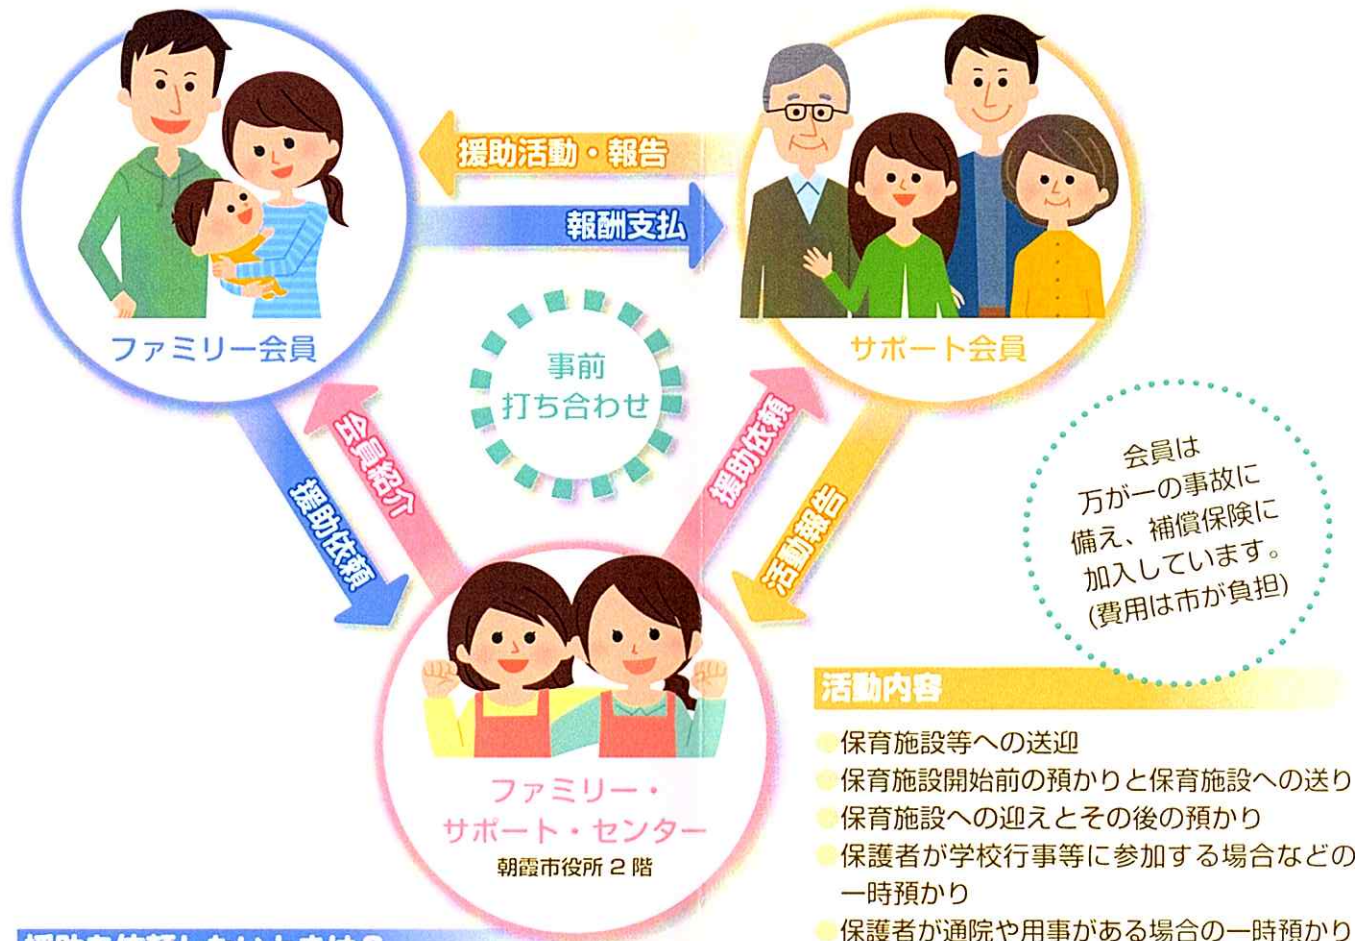 援助活動・報告
報酬支払
ファミリー会員
サポート会員
事前
打ち合わせ
会員紹介
援助依頼
援助依頼
活動報告
会員は
万が一の事故に
備え、補償保険に
加入しています。
(費用は市が負担)
ファミリー・
サポート・センター
朝霞市役所 2 階
活動内容
保育施設等への送迎
保育施設開始前の預かりと保育施設への送り
保育施設への迎えとその後の預かり
保護者が学校行事等に参加する場合などの
一時預かり
保護者が通院や用事がある場合の一時預かり